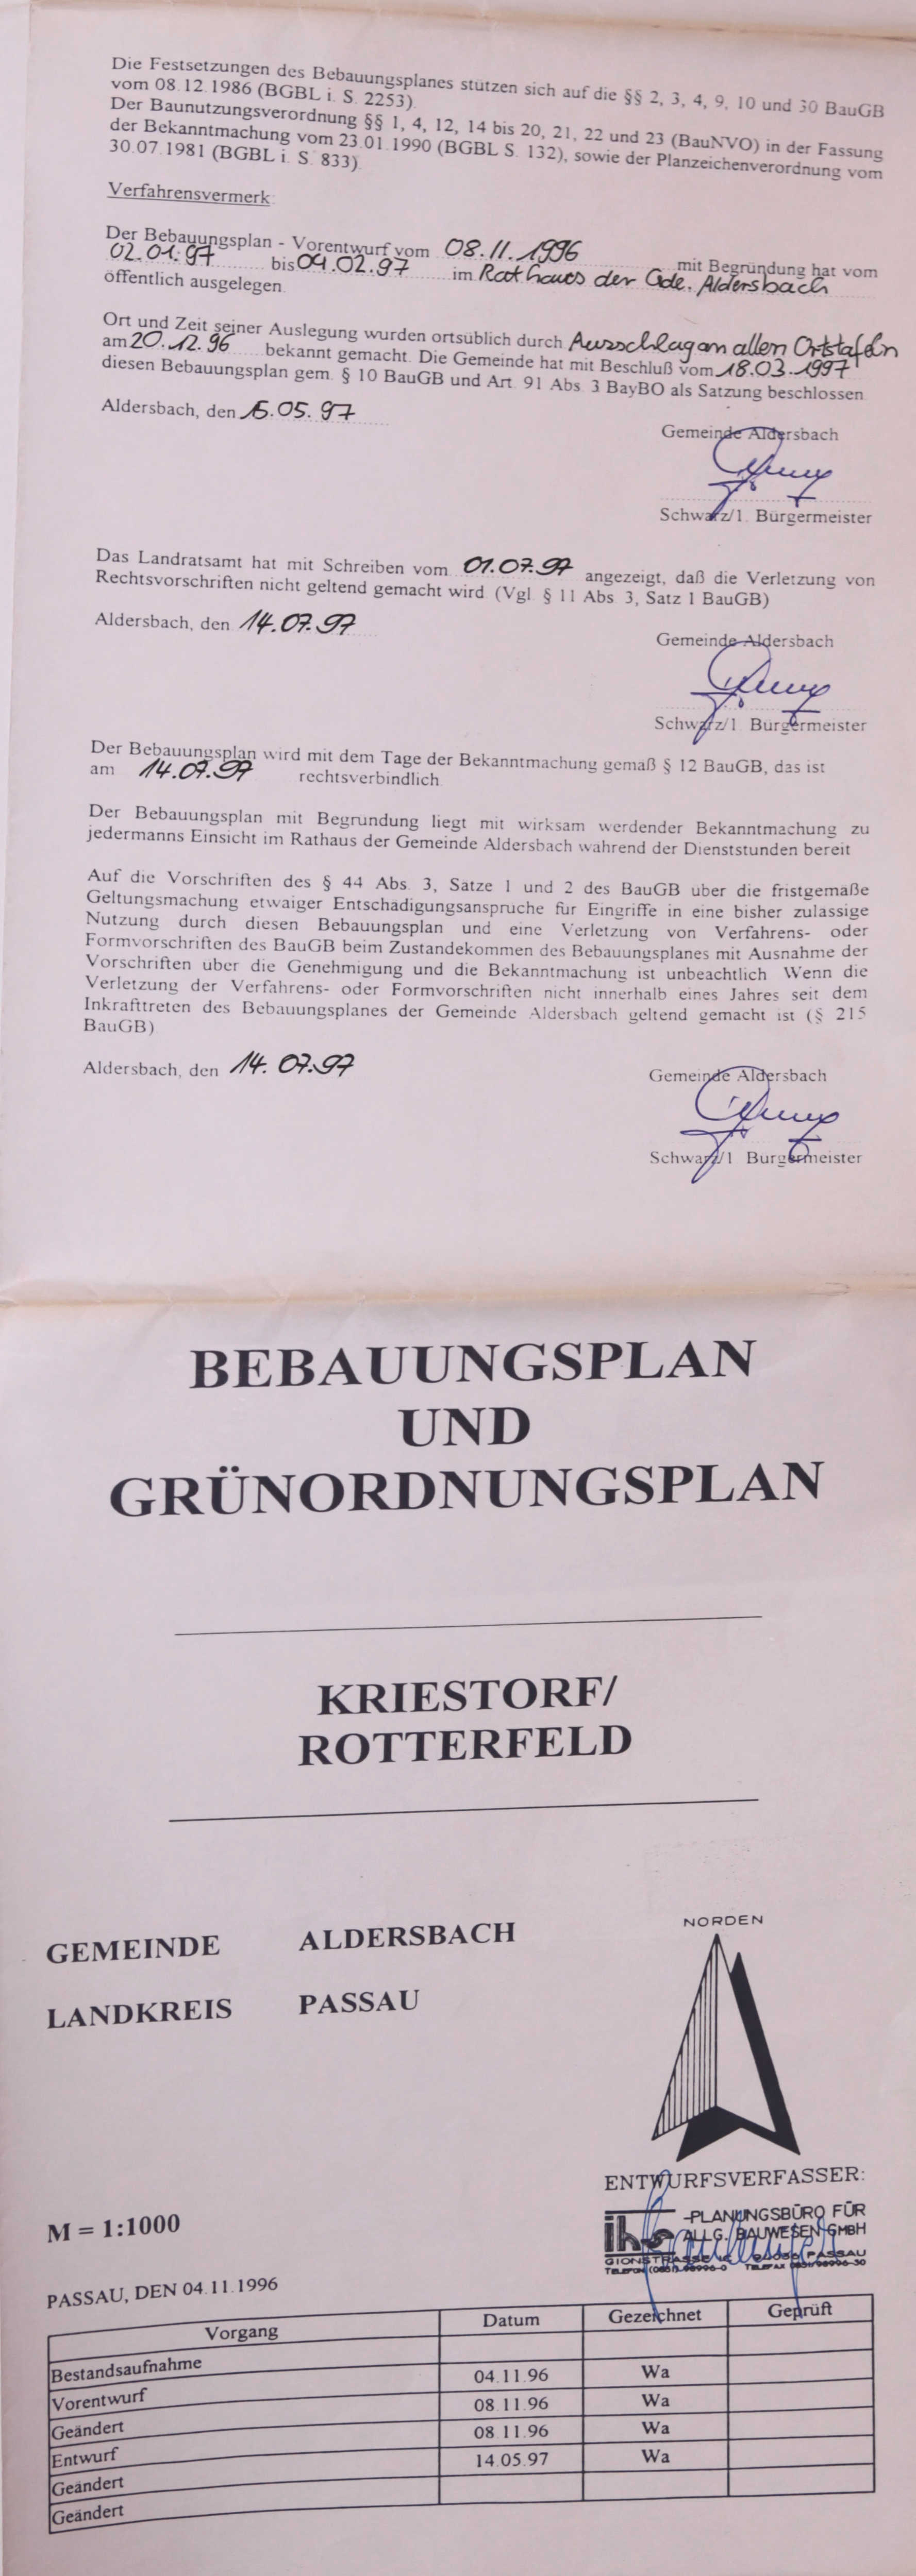 Die Festsetzungen des Bebauungsplanes stützen sich auf die §§ 2, 3, 4, 9, 10 und 30 BauGB
vom 08.12.1986 (BGBL i. S. 2253).
Der Baunutzungsverordnung §§ 1, 4, 12, 14 bis 20, 21, 22 und 23 (BauNVO) in der Fassung
der Bekanntmachung vom 23.01.1990 (BGBL S. 132), sowie der Planzeichenverordnung vom
30.07.1981 (BGBL i. S. 833).
Verfahrensvermerk:
Der Bebauungsplan - Vorentwurf vom 08.11.1996 mit Begründung hat vom
02.01.97 bis 04.02.97 im Rathaus der Gde. Aldersbach
öffentlich ausgelegen.
Ort und Zeit seiner Auslegung wurden ortsüblich durch Ausschlag an allen Ortstafeln
am 20.12.96 bekannt gemacht. Die Gemeinde hat mit Beschluß vom 18.03.1997
diesen Bebauungsplan gem. § 10 BauGB und Art. 91 Abs. 3 BayBO als Satzung beschlossen.
Aldersbach, den 05.97
Gemeinde Aldersbach
Schwarz/1. Bürgermeister
Das Landratsamt hat mit Schreiben vom 01.07.97 angezeigt, daß die Verletzung von
Rechtsvorschriften nicht geltend gemacht wird. (Vgl. § 11 Abs. 3, Satz 1 BauGB)
Aldersbach, den 14.07.97
Gemeinde Aldersbach
Schwarz/1. Bürgermeister
Der Bebauungsplan wird mit dem Tage der Bekanntmachung gemäß § 12 BauGB, das ist
am 14.07.97 rechtsverbindlich.
Der Bebauungsplan mit Begründung liegt mit wirksam werdender Bekanntmachung zu
jedermanns Einsicht im Rathaus der Gemeinde Aldersbach während der Dienststunden bereit.
Auf die Vorschriften des § 44 Abs. 3, Sätze 1 und 2 des BauGB über die fristgemäße
Geltungsmachung etwaiger Entschädigungsansprüche für Eingriffe in eine bisher zulässige
Nutzung durch diesen Bebauungsplan und eine Verletzung von Verfahrens- oder
Formvorschriften des BauGB beim Zustandekommen des Bebauungsplanes mit Ausnahme der
Vorschriften über die Genehmigung und die Bekanntmachung ist unbeachtlich. Wenn die
Verletzung der Verfahrens- oder Formvorschriften nicht innerhalb eines Jahres seit dem
Inkrafttreten des Bebauungsplanes der Gemeinde Aldersbach geltend gemacht ist (§ 215
BauGB).
Aldersbach, den 14.07.97
Gemeinde Aldersbach
Schwarz/1. Bürgermeister
BEBAUUNGSPLAN
UND
GRÜNORDNUNGSPLAN
KRIESTORF/
ROTTERFELD
GEMEINDE ALDERSBACH
LANDKREIS PASSAU
NORDEN
ENTWURFSVERFASSER:
ihs -PLANUNGSBÜRO FÜR
ALLG. BAUWESEN GMBH
GIONSTRASSE PASSAU
TELEFON TELEFAX
M = 1:1000
PASSAU, DEN 04.11.1996
Vorgang Datum Gezeichnet Geprüft
Bestandsaufnahme
Vorentwurf 04.11.96 Wa
Geändert 08.11.96 Wa
Entwurf 08.11.96 Wa
Geändert 14.05.97 Wa
Geändert